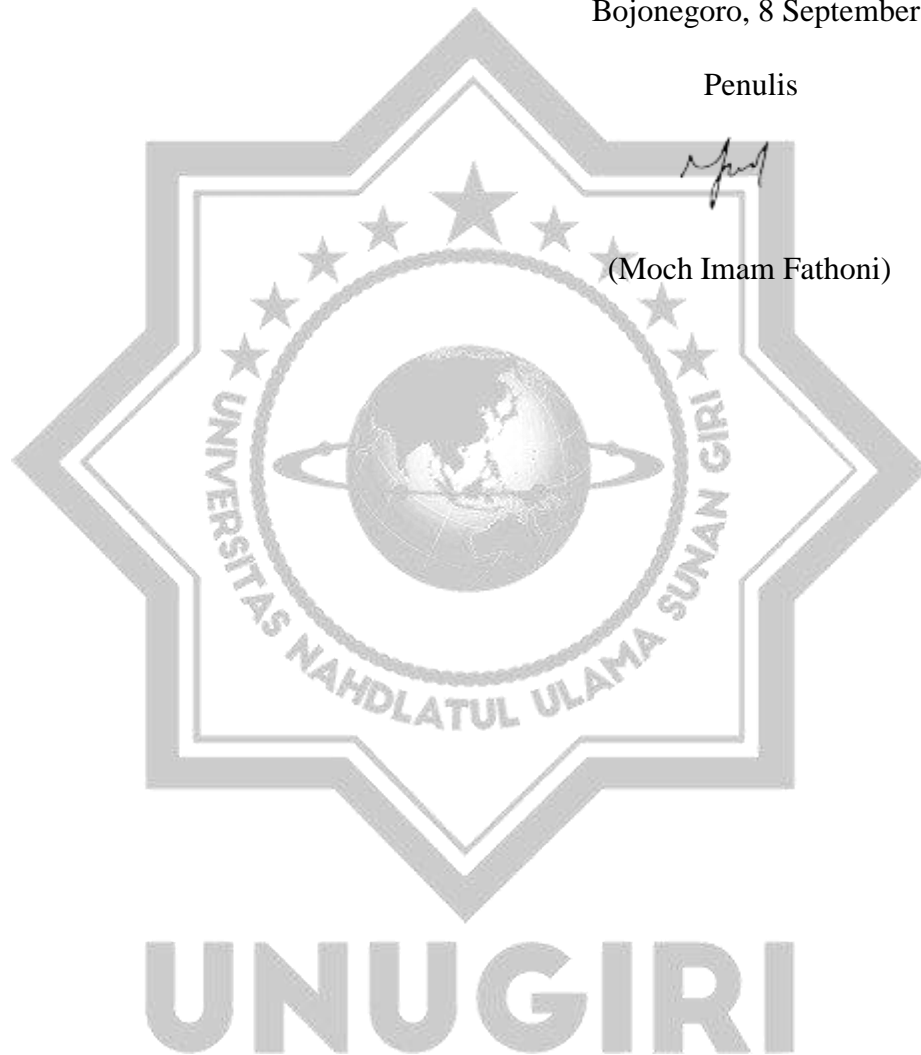 Bojonegoro, 8 September
Penulis
(Moch Imam Fathoni)
UNIVERSITAS NAHDLATUL ULAMA SUNAN GIRI
UNUGIRI